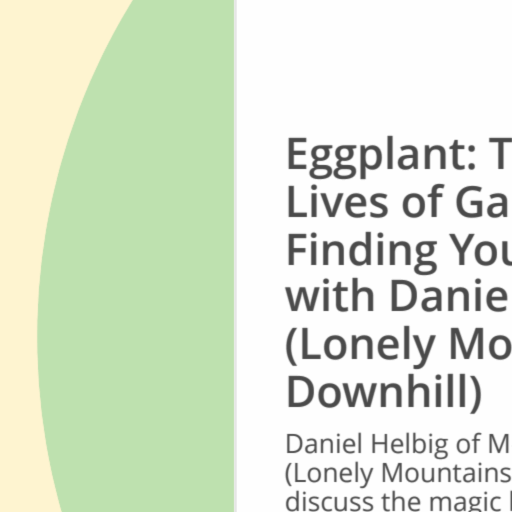 Eggplant: T
Lives of Ga
Finding You
with Danie
(Lonely Mo
Downhill)
Daniel Helbig of M
(Lonely Mountains
discuss the magic